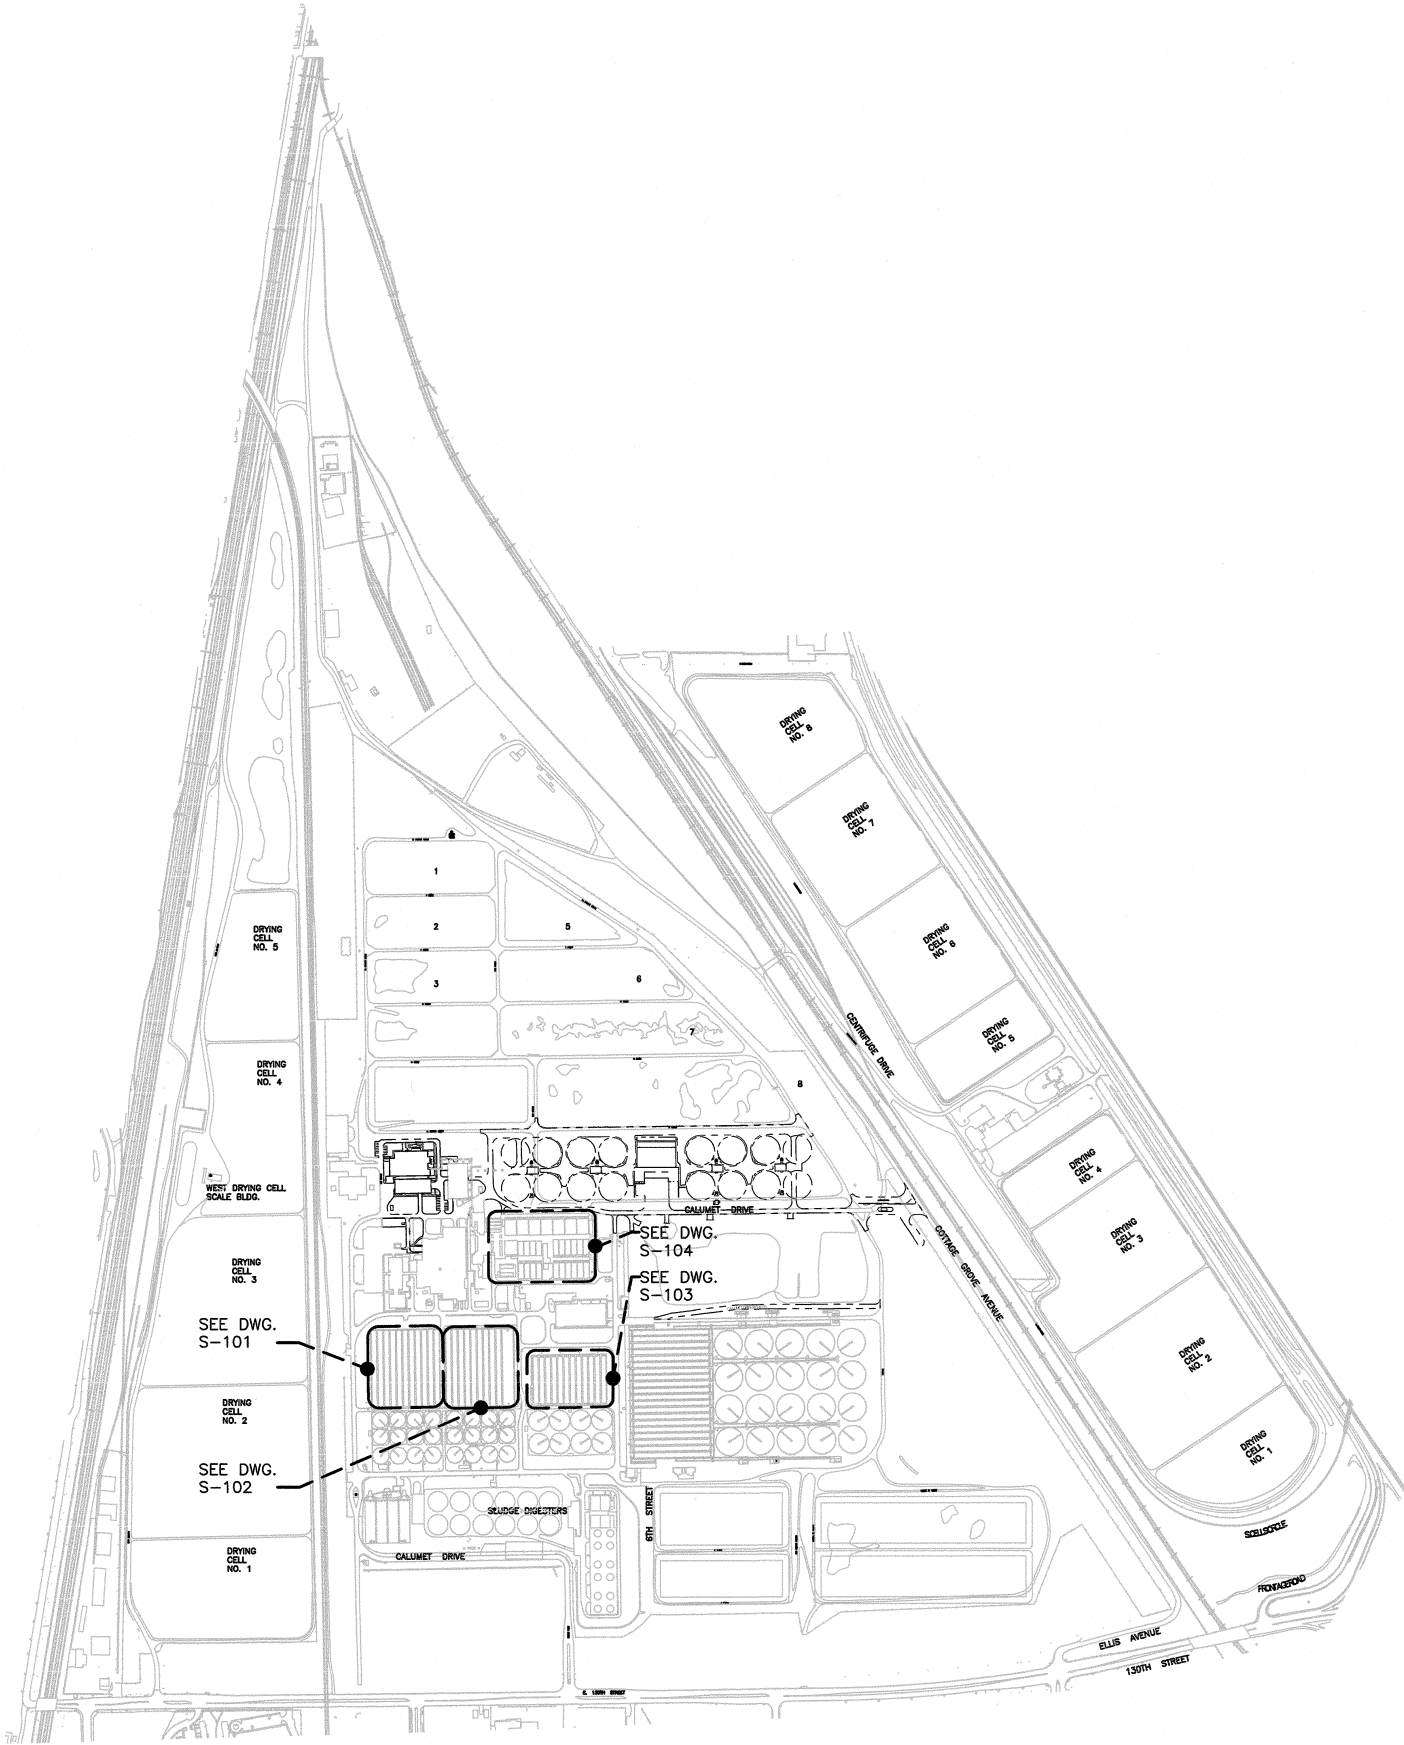 DRYING
CELL
NO. 8
DRYING
CELL
NO. 7
1
DRYING
CELL
NO. 5
2
5
DRYING
CELL
NO. 6
3
6
CENTRIFUGE DRIVE
7
DRYING
CELL
NO. 5
DRYING
CELL
NO. 4
8
DRYING
CELL
NO. 4
WEST DRYING CELL
SCALE BLDG.
CALUMET DRIVE
COTTAGE GROVE AVENUE
DRYING
CELL
NO. 3
SEE DWG.
S-104
DRYING
CELL
NO. 3
SEE DWG.
S-103
SEE DWG.
S-101
DRYING
CELL
NO. 2
DRYING
CELL
NO. 2
DRYING
CELL
NO. 1
SEE DWG.
S-102
SLUDGE DIGESTERS
6TH STREET
CALUMET DRIVE
DRYING
CELL
NO. 1
FRONTAGEROAD
ELLIS AVENUE
130TH STREET
E. 130TH STREET